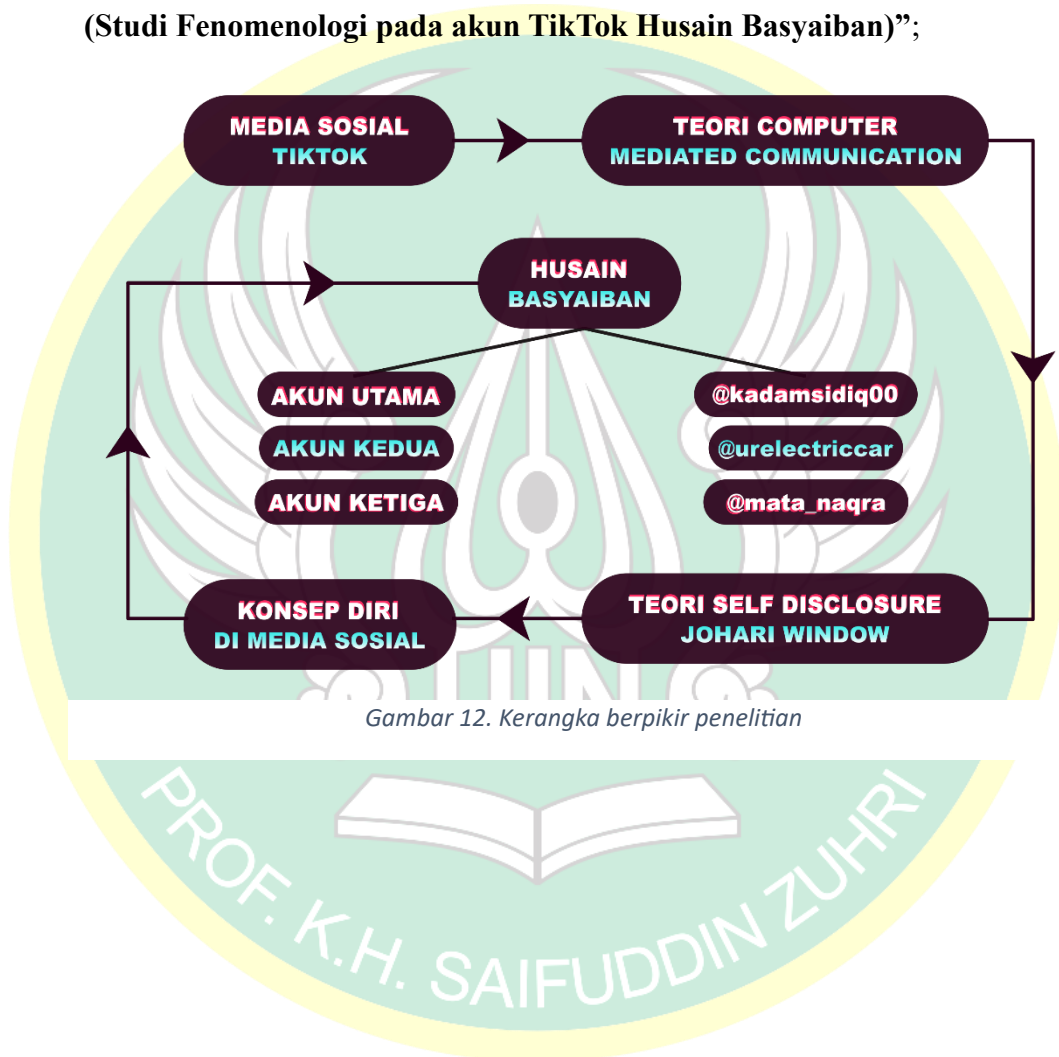 (Studi Fenomenologi pada akun TikTok Husain Basyaiban)”;
MEDIA SOSIAL
TIKTOK
TEORI COMPUTER
MEDIATED COMMUNICATION
HUSAIN
BASYAIBAN
AKUN UTAMA
@kadamsidiq00
AKUN KEDUA
@urelectriccar
AKUN KETIGA
@mata_naqra
KONSEP DIRI
DI MEDIA SOSIAL
TEORI SELF DISCLOSURE
JOHARI WINDOW
UIN
Gambar 12. Kerangka berpikir penelitian
PROF. K.H. SAIFUDDIN ZUHRI